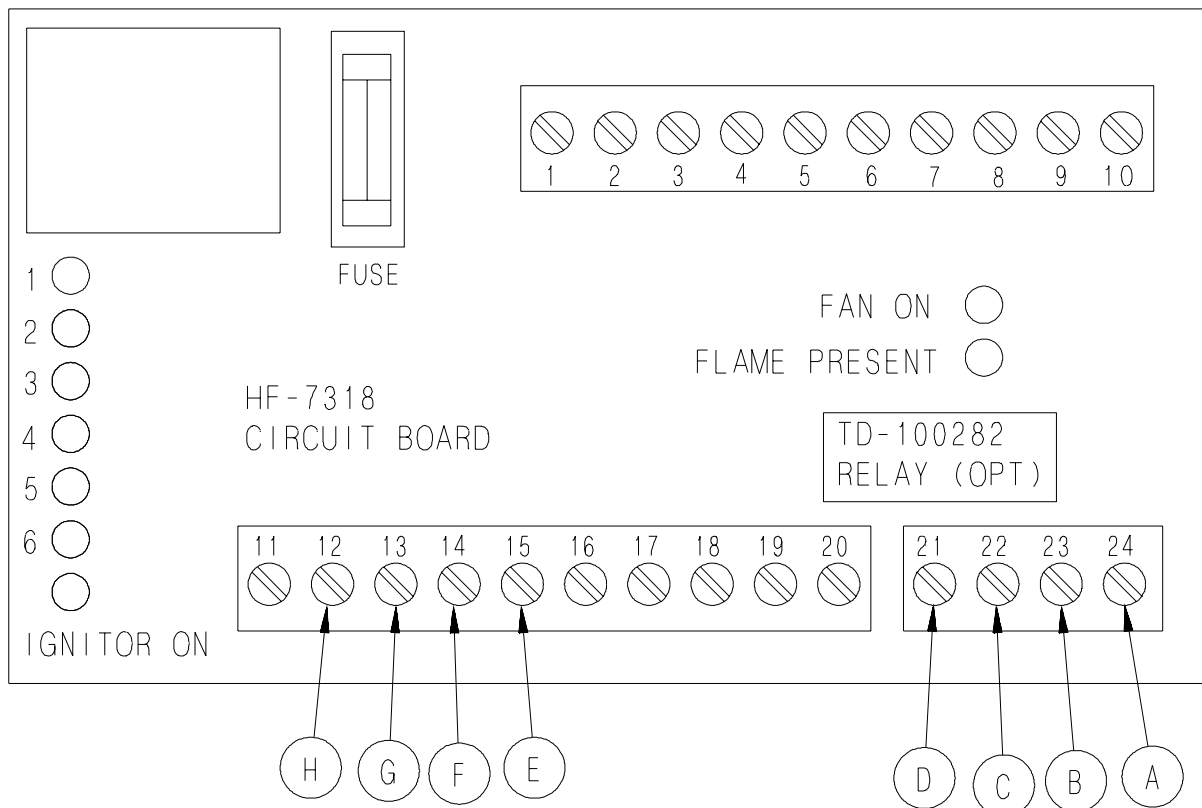 1 2 3 4 5 6 7 8 9 10
FUSE
1
2
3
4
5
6
IGNITOR ON
FAN ON
FLAME PRESENT
HF-7318
CIRCUIT BOARD
TD-100282
RELAY (OPT)
11 12 13 14 15 16 17 18 19 20
21 22 23 24
H G F E D C B A